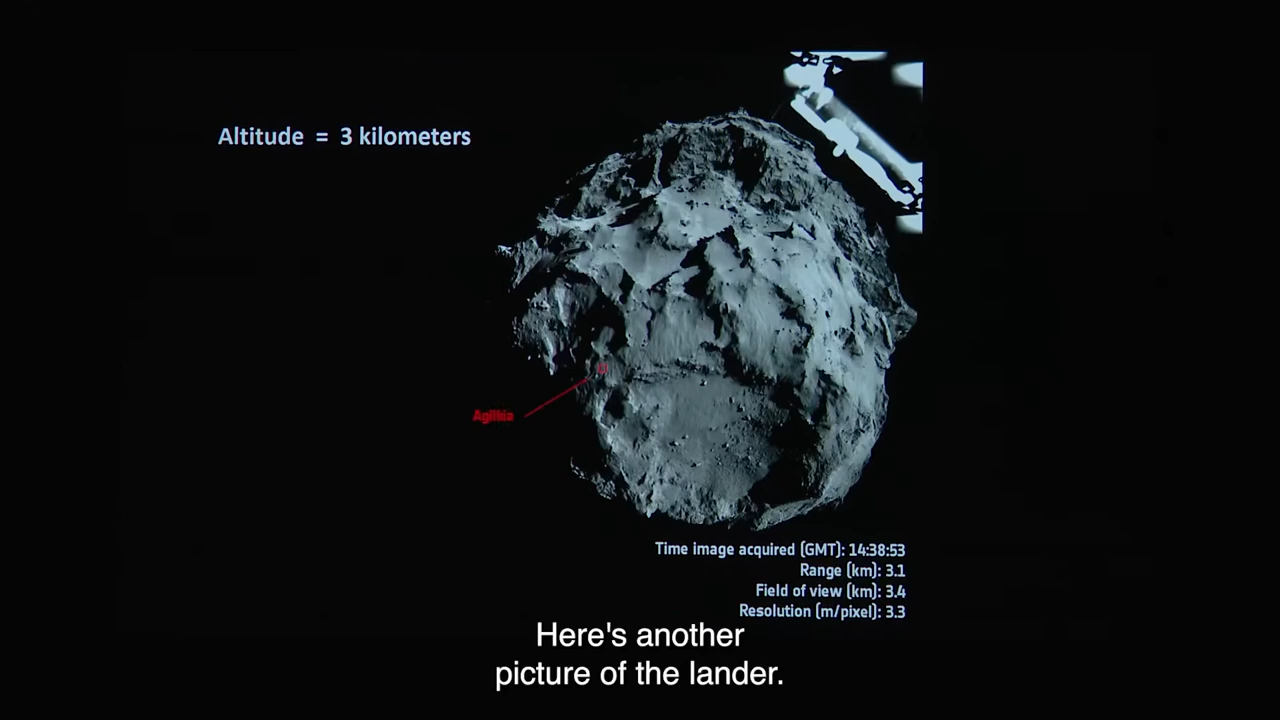 Altitude = 3 kilometers
Agilkia
Time image acquired (GMT): 14:38:53
Range (km): 3.1
Field of view (km): 3.4
Resolution (m/pixel): 3.3
Here's another
picture of the lander.